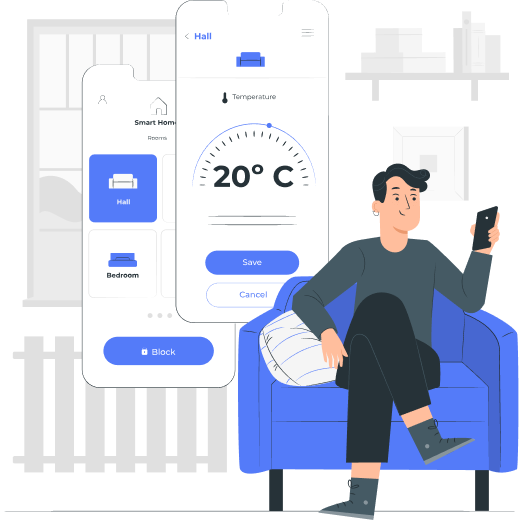 Hall
Temperature
20° C
Save
Cancel
Smart Home
Rooms
Hall
Bedroom
Block